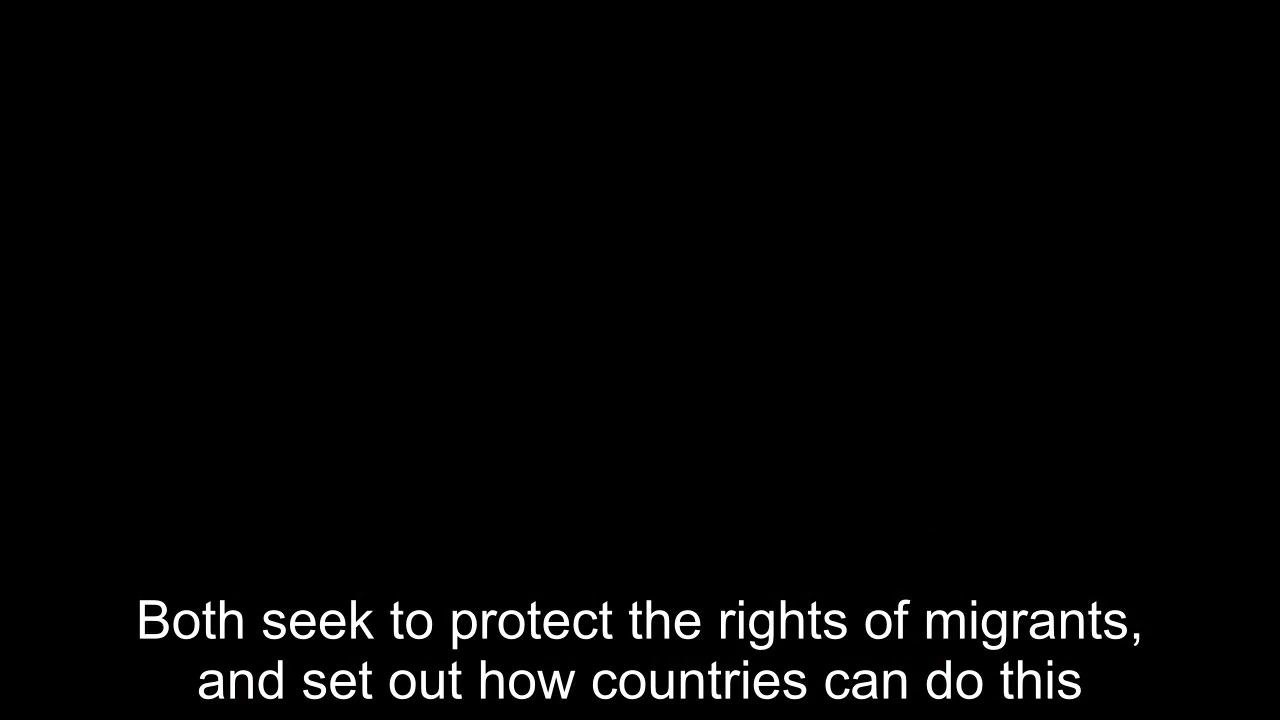 Both seek to protect the rights of migrants,
and set out how countries can do this